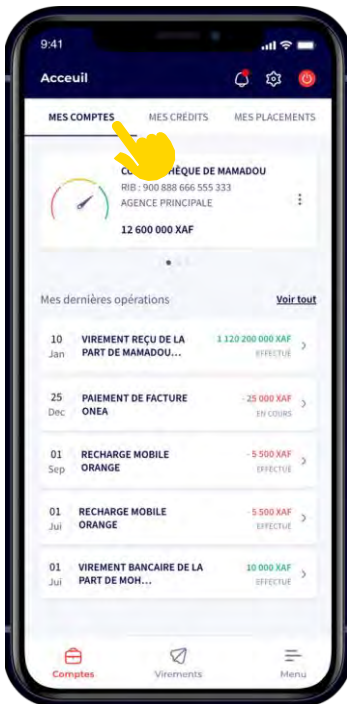 9:41
Acceuil
MES COMPTES MES CRÉDITS MES PLACEMENTS
HÈQUE DE MAMADOU
RIB : 900 888 666 555 333
AGENCE PRINCIPALE
12 600 000 XAF
Mes dernières opérations Voir tout
10 VIREMENT REÇU DE LA 1 120 200 000 XAF
Jan PART DE MAMADOU... EFFECTUÉ
25 PAIEMENT DE FACTURE - 25 000 XAF
Dec ONEA EN COURS
01 RECHARGE MOBILE - 5 500 XAF
Sep ORANGE EFFECTUÉ
01 RECHARGE MOBILE - 5 500 XAF
Jui ORANGE EFFECTUÉ
01 VIREMENT BANCAIRE DE LA 10 000 XAF
Jui PART DE MOH... EFFECTUÉ
Comptes Virements Menu